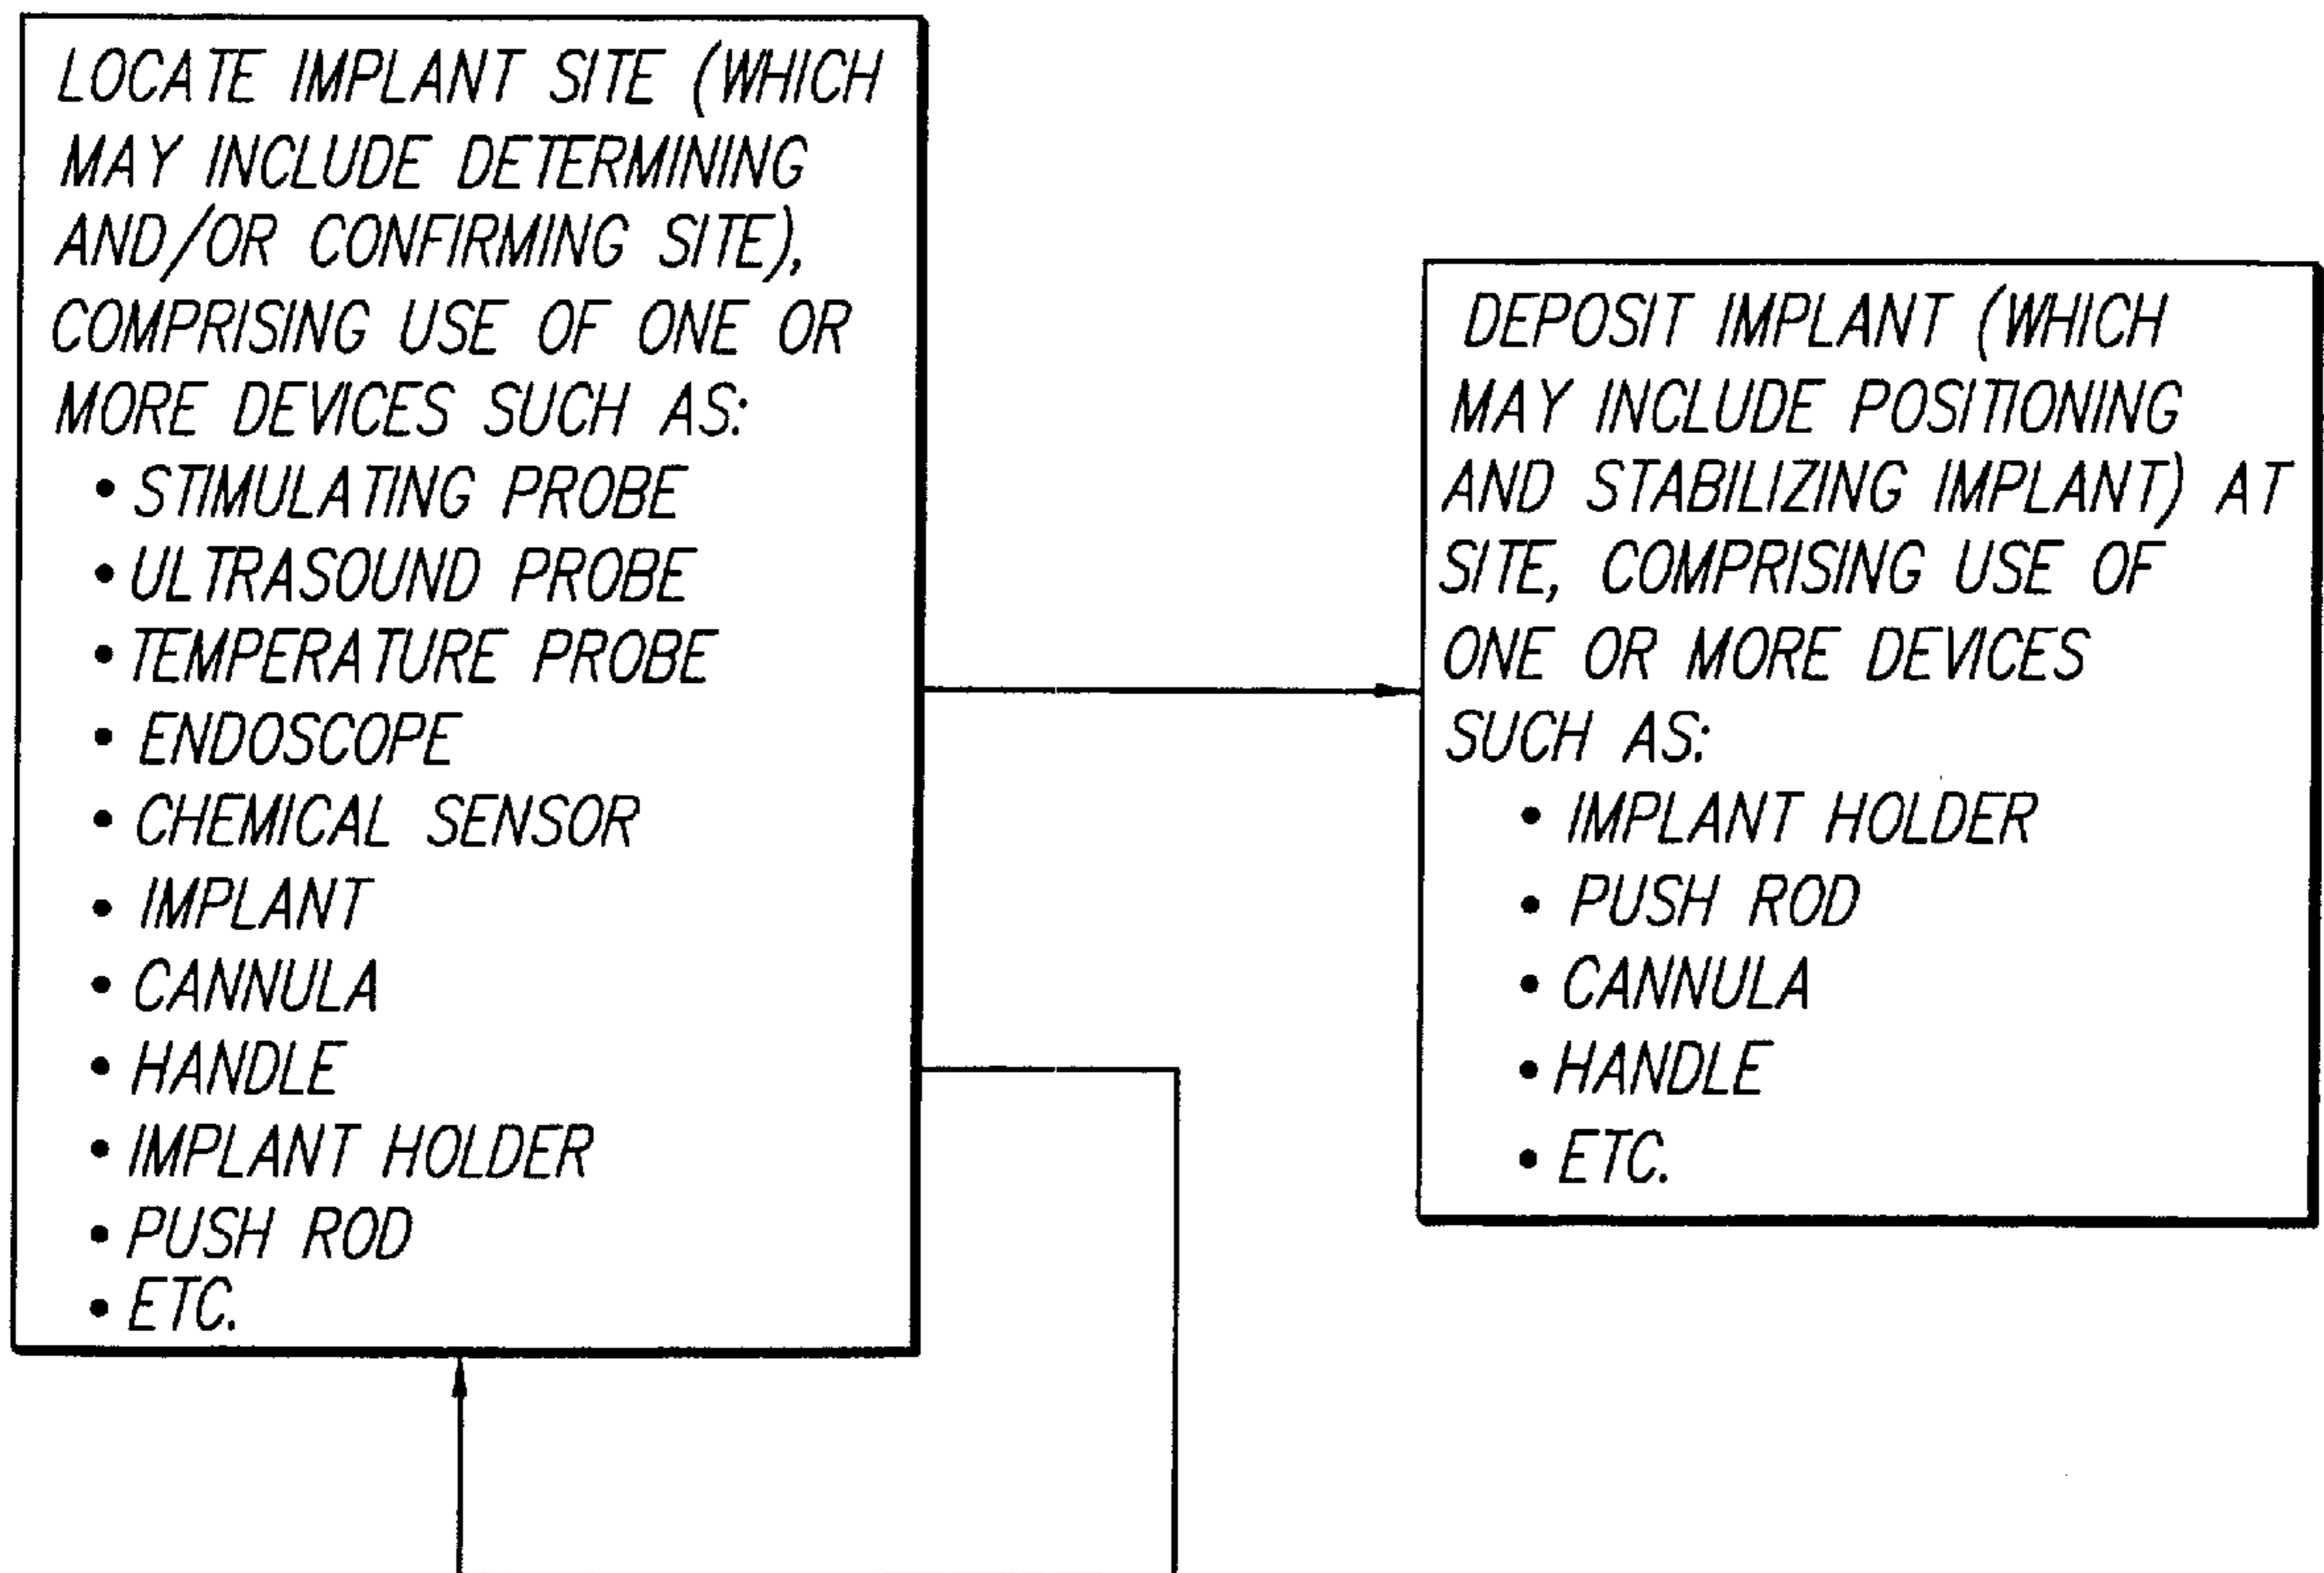 LOCATE IMPLANT SITE (WHICH
MAY INCLUDE DETERMINING
AND/OR CONFIRMING SITE),
COMPRISING USE OF ONE OR
MORE DEVICES SUCH AS:
• STIMULATING PROBE
• ULTRASOUND PROBE
• TEMPERATURE PROBE
• ENDOSCOPE
• CHEMICAL SENSOR
• IMPLANT
• CANNULA
• HANDLE
• IMPLANT HOLDER
• PUSH ROD
• ETC.
DEPOSIT IMPLANT (WHICH
MAY INCLUDE POSITIONING
AND STABILIZING IMPLANT) AT
SITE, COMPRISING USE OF
ONE OR MORE DEVICES
SUCH AS:
• IMPLANT HOLDER
• PUSH ROD
• CANNULA
• HANDLE
• ETC.